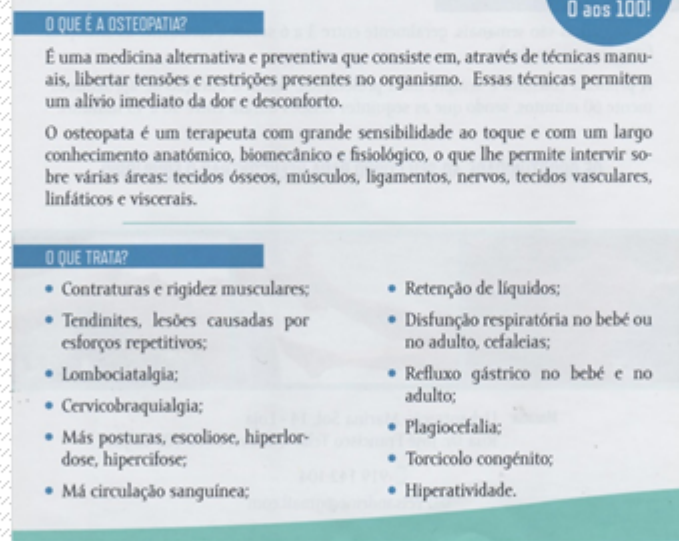 0 aos 100!
O QUE É A OSTEOPATIA?
É uma medicina alternativa e preventiva que consiste em, através de técnicas manu-
ais, libertar tensões e restrições presentes no organismo. Essas técnicas permitem
um alívio imediato da dor e desconforto.
O osteopata é um terapeuta com grande sensibilidade ao toque e com um largo
conhecimento anatómico, biomecânico e fisiológico, o que lhe permite intervir so-
bre várias áreas: tecidos ósseos, músculos, ligamentos, nervos, tecidos vasculares,
linfáticos e viscerais.
O QUE TRATA?
• Contraturas e rigidez musculares;
• Tendinites, lesões causadas por
esforços repetitivos;
• Lombociatalgia;
• Cervicobraquialgia;
• Más posturas, escoliose, hiperlor-
dose, hipercifose;
• Má circulação sanguínea;
• Retenção de líquidos;
• Disfunção respiratória no bebé ou
no adulto, cefaleias;
• Refluxo gástrico no bebé e no
adulto;
• Plagiocefalia;
• Torcicolo congénito;
• Hiperatividade.